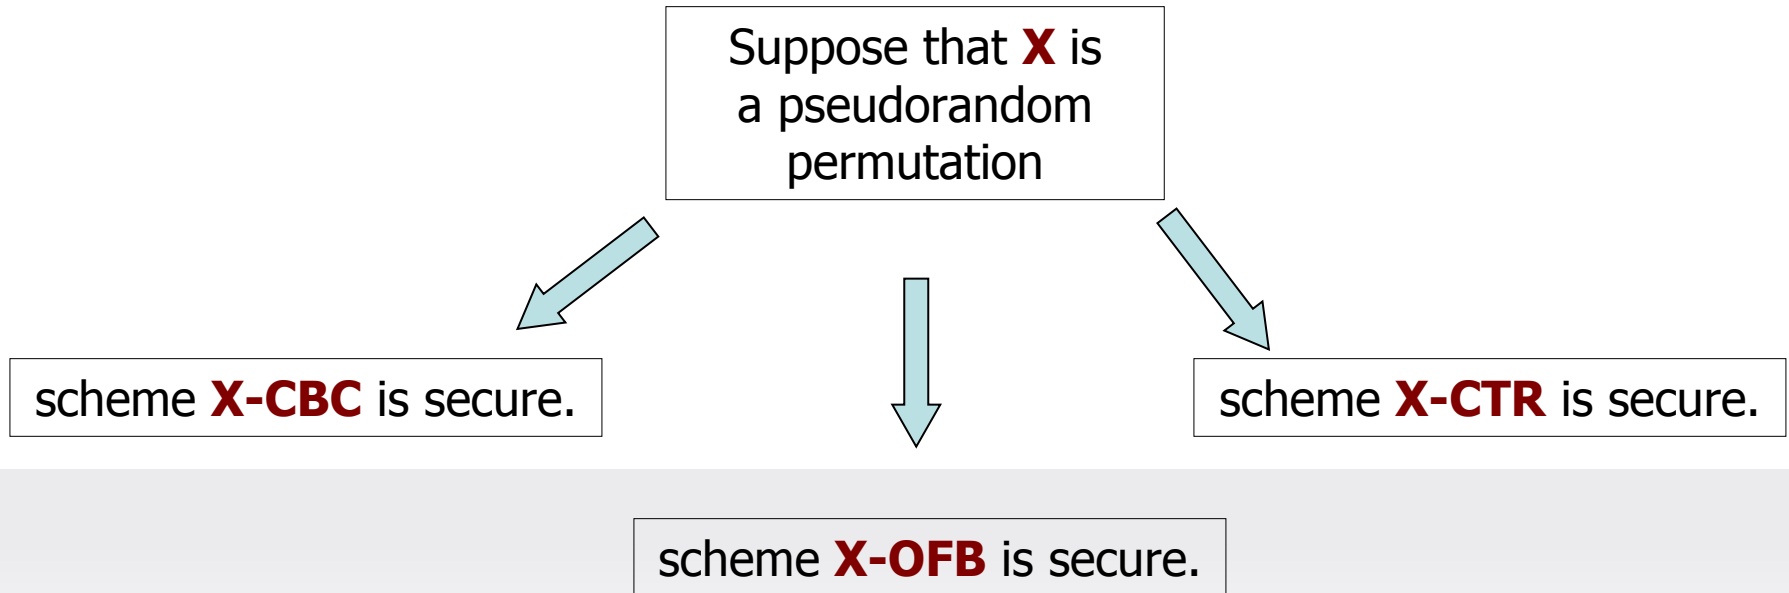 Suppose that X is
a pseudorandom
permutation
scheme X-CBC is secure.
scheme X-CTR is secure.
scheme X-OFB is secure.